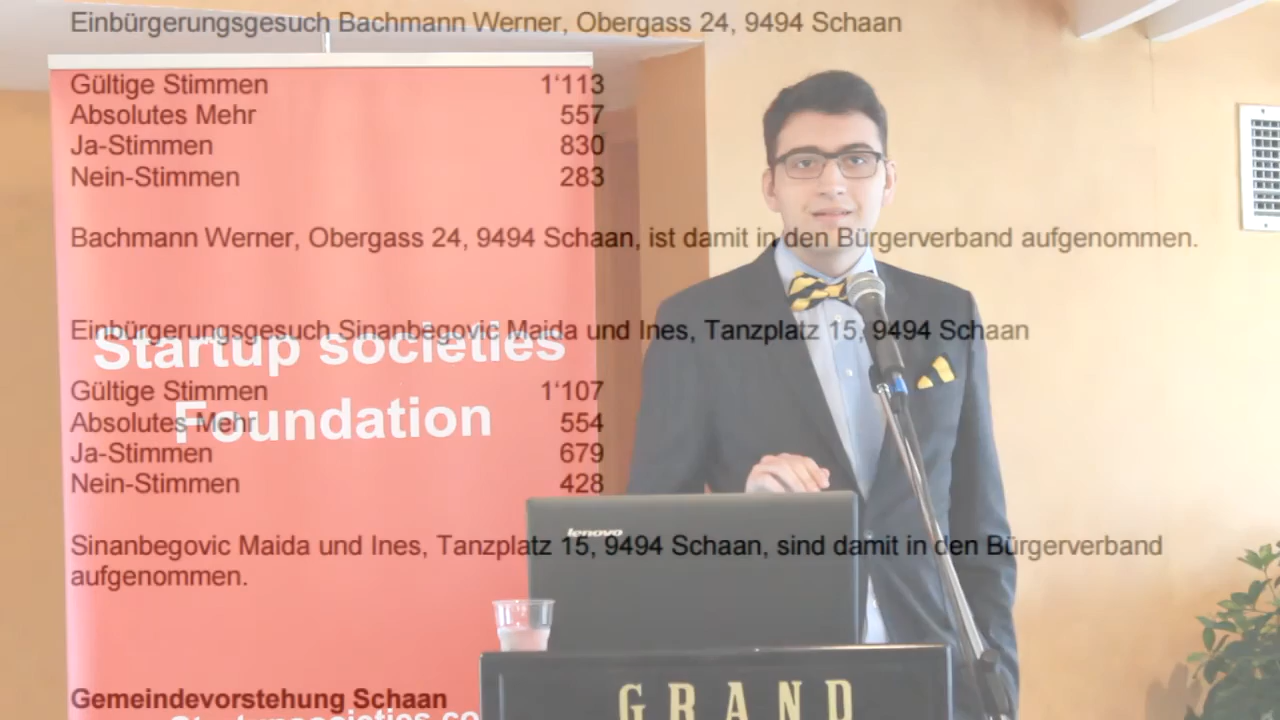 Einbürgerungsgesuch Bachmann Werner, Obergass 24, 9494 Schaan
Gültige Stimmen 1'113
Absolutes Mehr 557
Ja-Stimmen 830
Nein-Stimmen 283
Bachmann Werner, Obergass 24, 9494 Schaan, ist damit in den Bürgerverband aufgenommen.
Einbürgerungsgesuch Sinanbegovic Maida und Ines, Tanzplatz 15, 9494 Schaan
Startup societies
Foundation
Gültige Stimmen 1'107
Absolutes Mehr 554
Ja-Stimmen 679
Nein-Stimmen 428
lenovo
Sinanbegovic Maida und Ines, Tanzplatz 15, 9494 Schaan, sind damit in den Bürgerverband
aufgenommen.
Gemeindevorstehung Schaan
Startupsocieties.co
GRAND